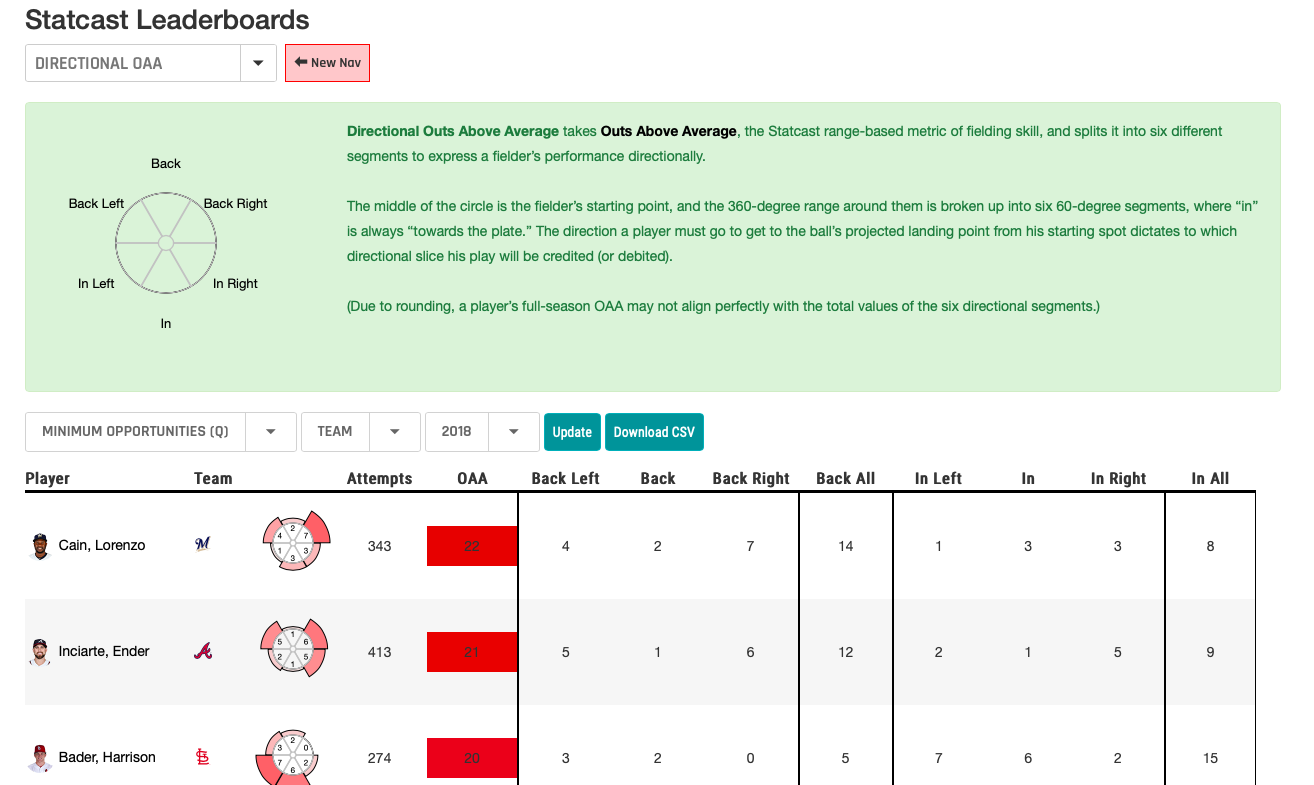 Statcast Leaderboards
DIRECTIONAL OAA
New Nav
Directional Outs Above Average takes Outs Above Average, the Statcast range-based metric of fielding skill, and splits it into six different
segments to express a fielder's performance directionally.
The middle of the circle is the fielder's starting point, and the 360-degree range around them is broken up into six 60-degree segments, where “in”
is always “towards the plate.” The direction a player must go to get to the ball's projected landing point from his starting spot dictates to which
directional slice his play will be credited (or debited).
(Due to rounding, a player's full-season OAA may not align perfectly with the total values of the six directional segments.)
Back
Back Left Back Right
In Left In Right
In
MINIMUM OPPORTUNITIES (Q) TEAM 2018 Update Download CSV
Player Team Attempts OAA Back Left Back Back Right Back All In Left In In Right In All
2
4 7
1 3
3
Cain, Lorenzo 343 22 4 2 7 14 1 3 3 8
1
5 6
2 5
1
Inciarte, Ender 413 21 5 1 6 12 2 1 5 9
2
3 0
7 2
6
Bader, Harrison 274 20 3 2 0 5 7 6 2 15